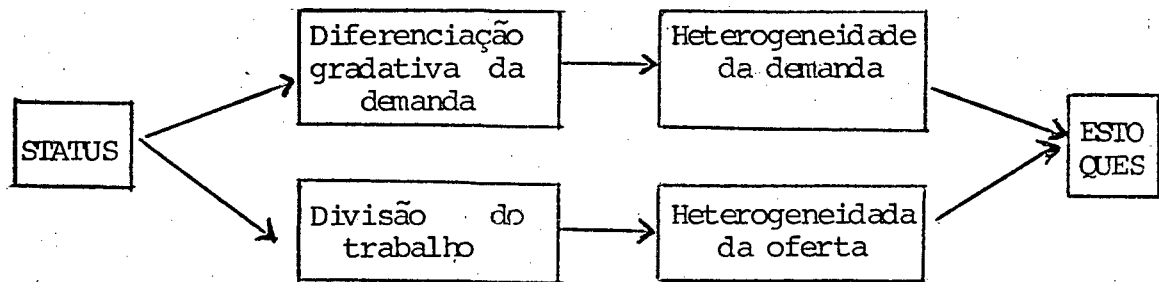 Diferenciação
gradativa da
demanda
Heterogeneidade
da demanda
STATUS
ESTO
QUES
Divisão do
trabalho
Heterogeneidada
da oferta